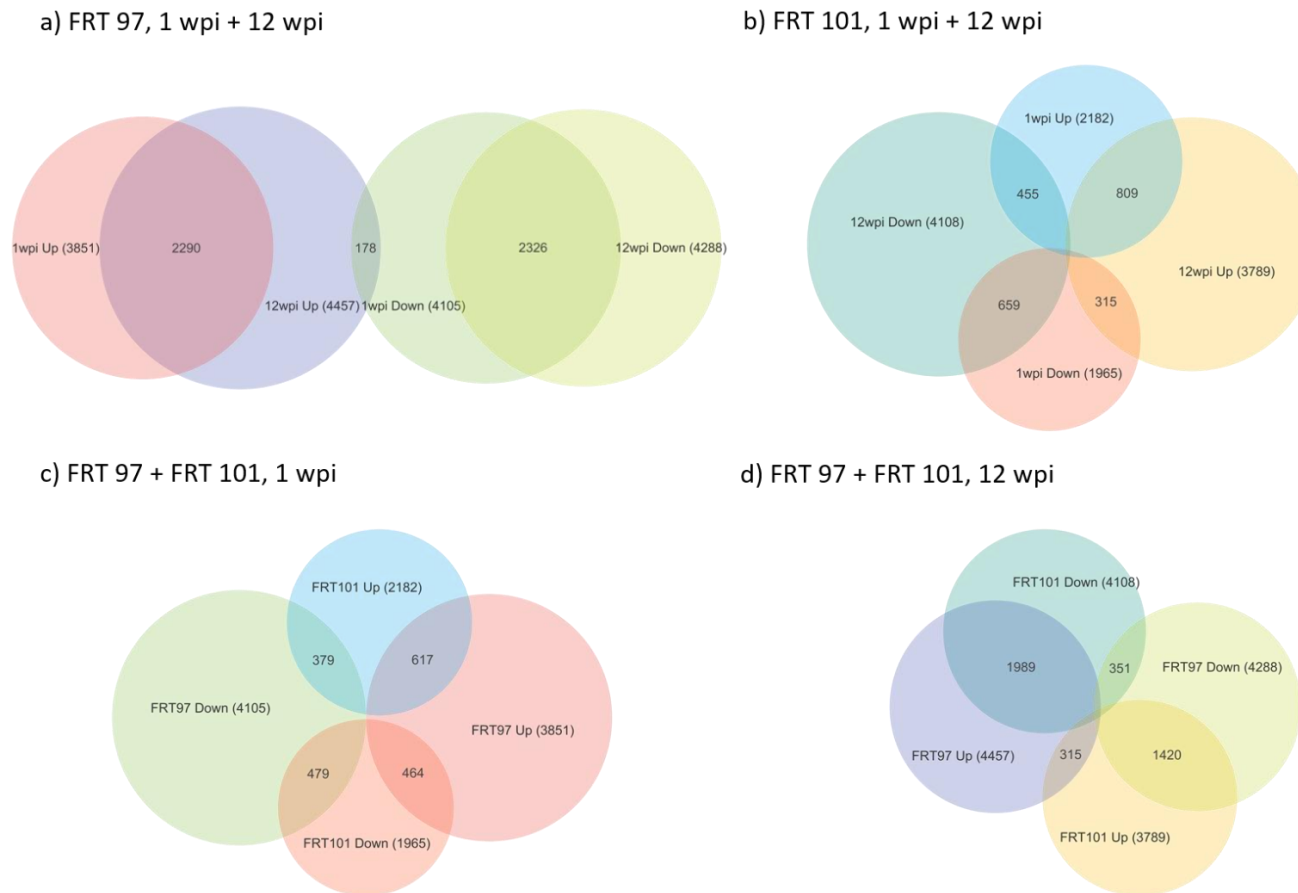 a) FRT 97, 1 wpi + 12 wpi
b) FRT 101, 1 wpi + 12 wpi
1wpi Up (3851)
2290
12wpi Up (4457)
178
1wpi Down (4105)
2326
12wpi Down (4288)
1wpi Up (2182)
455
809
12wpi Down (4108)
12wpi Up (3789)
659
315
1wpi Down (1965)
c) FRT 97 + FRT 101, 1 wpi
d) FRT 97 + FRT 101, 12 wpi
FRT101 Up (2182)
379
617
FRT97 Down (4105)
FRT97 Up (3851)
479
464
FRT101 Down (1965)
FRT101 Down (4108)
1989
351
FRT97 Down (4288)
FRT97 Up (4457)
315
1420
FRT101 Up (3789)